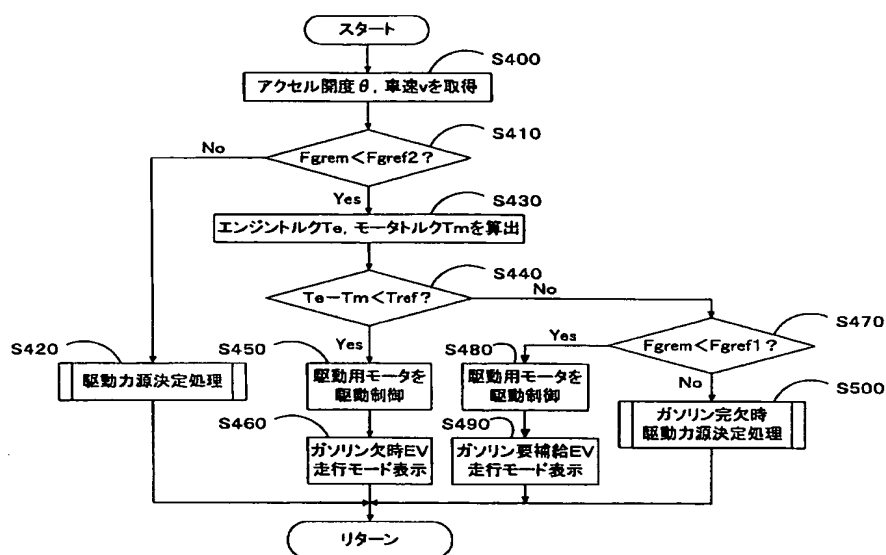 スタート
S400
アクセル開度θ, 車速vを取得
S410
Fgrem<Fgref2?
No
Yes
S430
エンジントルクTe, モータトルクTmを算出
S440
Te-Tm<Tref?
No
Yes
S470
Fgrem<Fgref1?
Yes
No
S420
駆動力源決定処理
S450
駆動用モータを
駆動制御
S480
駆動用モータを
駆動制御
S500
ガソリン完欠時
駆動力源決定処理
S460
ガソリン欠時EV
走行モード表示
S490
ガソリン要補給EV
走行モード表示
リターン